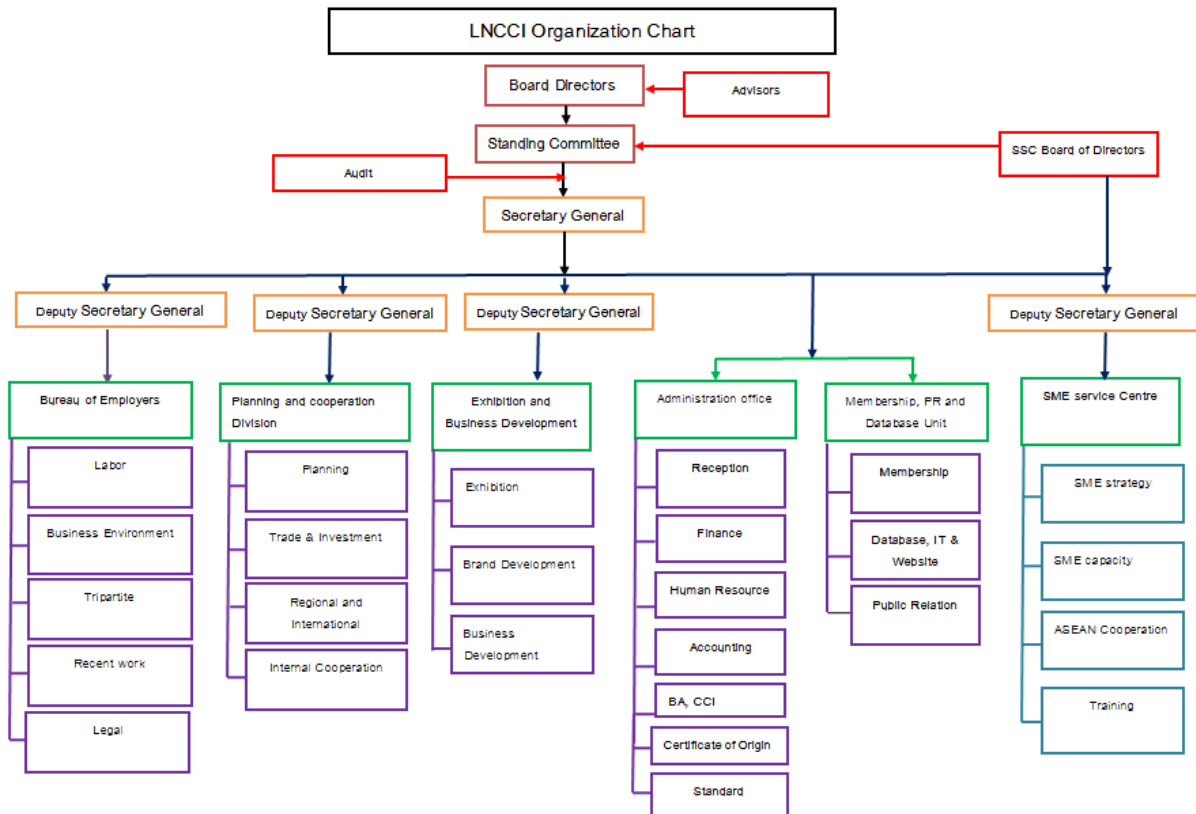 LNCCI Organization Chart
Board Directors
Advisors
Standing Committee
SSC Board of Directors
Audit
Secretary General
Deputy Secretary General
Deputy Secretary General
Deputy Secretary General
Deputy Secretary General
Bureau of Employers
Planning and cooperation
Division
Exhibition and
Business Development
Administration office
Membership, PR and
Database Unit
SME service Centre
Labor
Business Environment
Tripartite
Recent work
Legal
Planning
Trade & Investment
Regional and
International
Internal Cooperation
Exhibition
Brand Development
Business
Development
Reception
Finance
Human Resource
Accounting
BA, CCI
Certificate of Origin
Standard
Membership
Database, IT &
Website
Public Relation
SME strategy
SME capacity
ASEAN Cooperation
Training